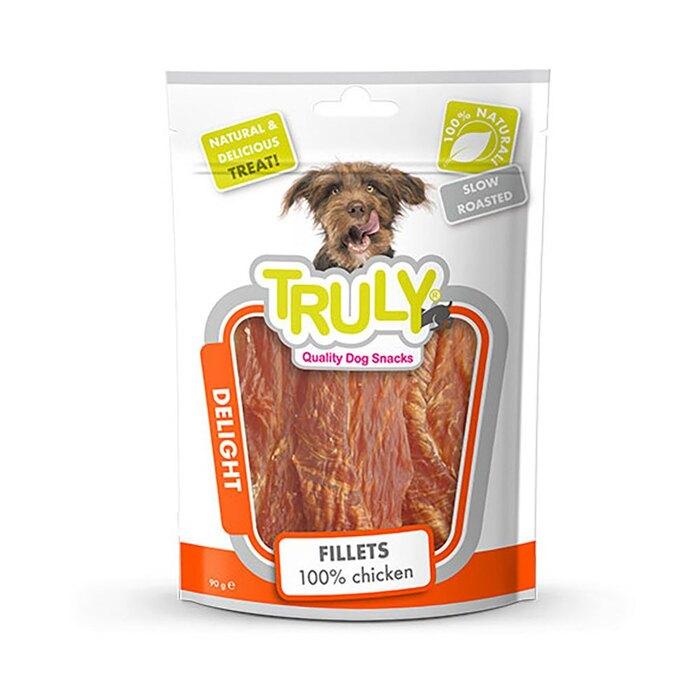 NATURAL &
DELICIOUS
TREAT!
100% NATURAL!
SLOW
ROASTED
TRULY®
Quality Dog Snacks
DELIGHT
FILLETS
100% chicken
90 g e